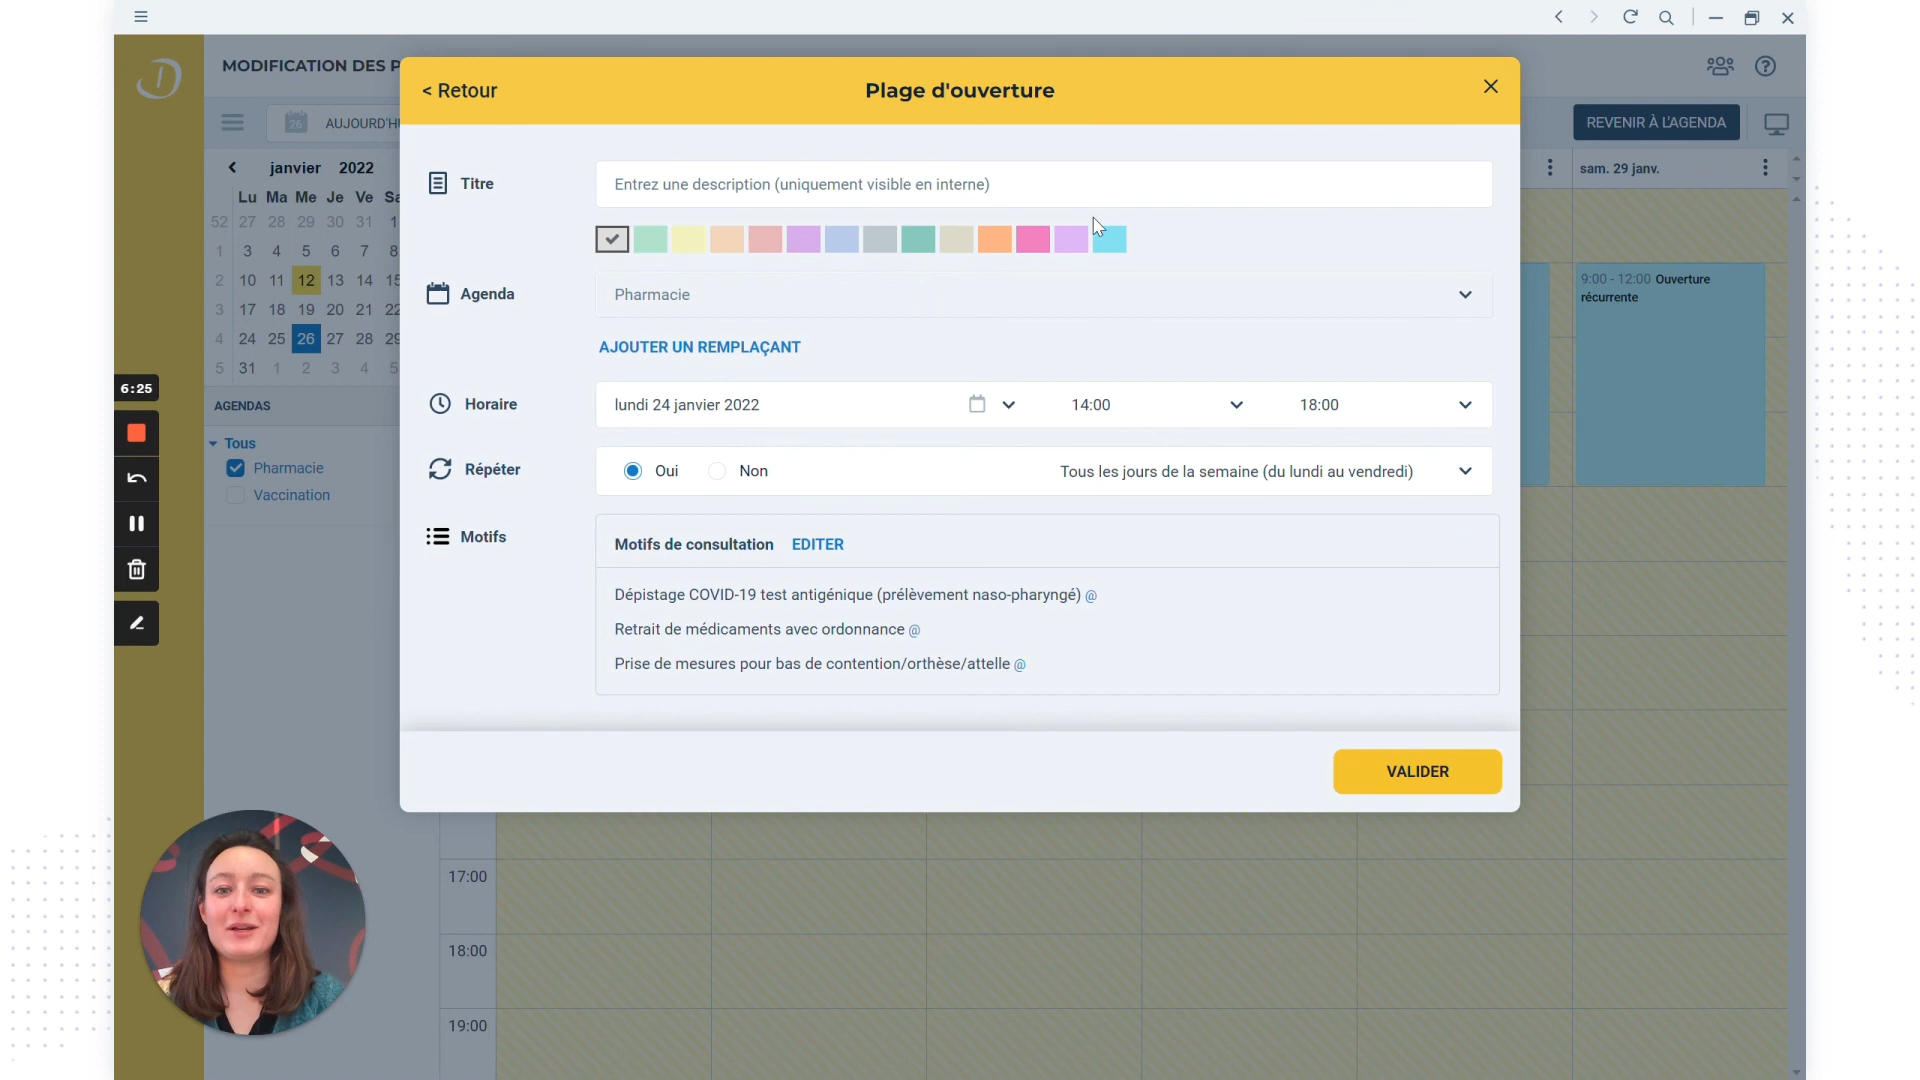 MODIFICATION DES P
26
AUJOURD'H
REVENIR À L'AGENDA
janvier 2022
Lu Ma Me Je Ve Sa
52 27 28 29 30 31 1
1 3 4 5 6 7 8
2 10 11 12 13 14 15
3 17 18 19 20 21 22
4 24 25 26 27 28 29
5 31 1 2 3 4 5
6:25
AGENDAS
Tous
Pharmacie
Vaccination
< Retour
Plage d'ouverture
Titre
Entrez une description (uniquement visible en interne)
Agenda
Pharmacie
AJOUTER UN REMPLAÇANT
Horaire
lundi 24 janvier 2022
14:00
18:00
Répéter
Oui
Non
Tous les jours de la semaine (du lundi au vendredi)
Motifs
Motifs de consultation EDITER
Dépistage COVID-19 test antigénique (prélèvement naso-pharyngé) @
Retrait de médicaments avec ordonnance @
Prise de mesures pour bas de contention/orthèse/attelle @
VALIDER
sam. 29 janv.
9:00 - 12:00 Ouverture
récurrente
17:00
18:00
19:00